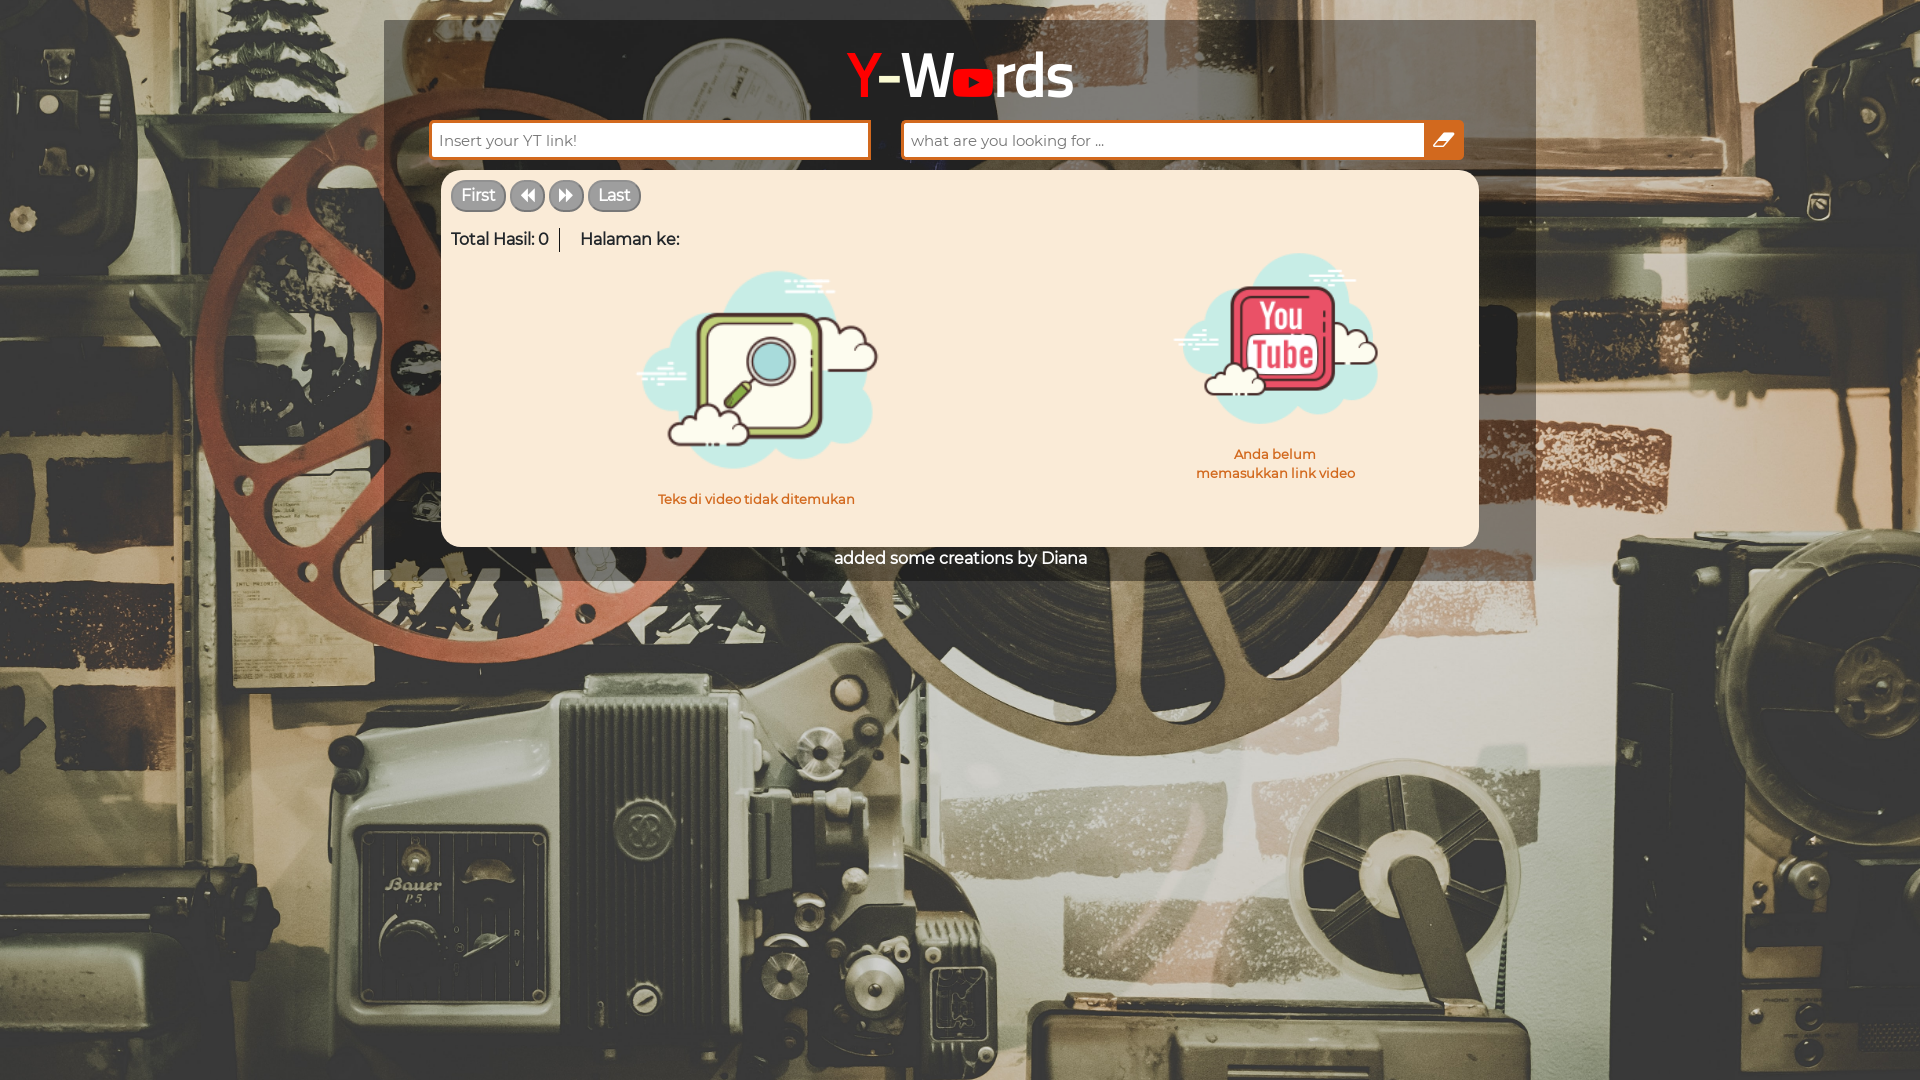 Y-Words
Insert your YT link!
what are you looking for ...
First
Last
Total Hasil: 0
Halaman ke:
You
Tube
Anda belum
memasukkan link video
Teks di video tidak ditemukan
added some creations by Diana
Bauer
P5